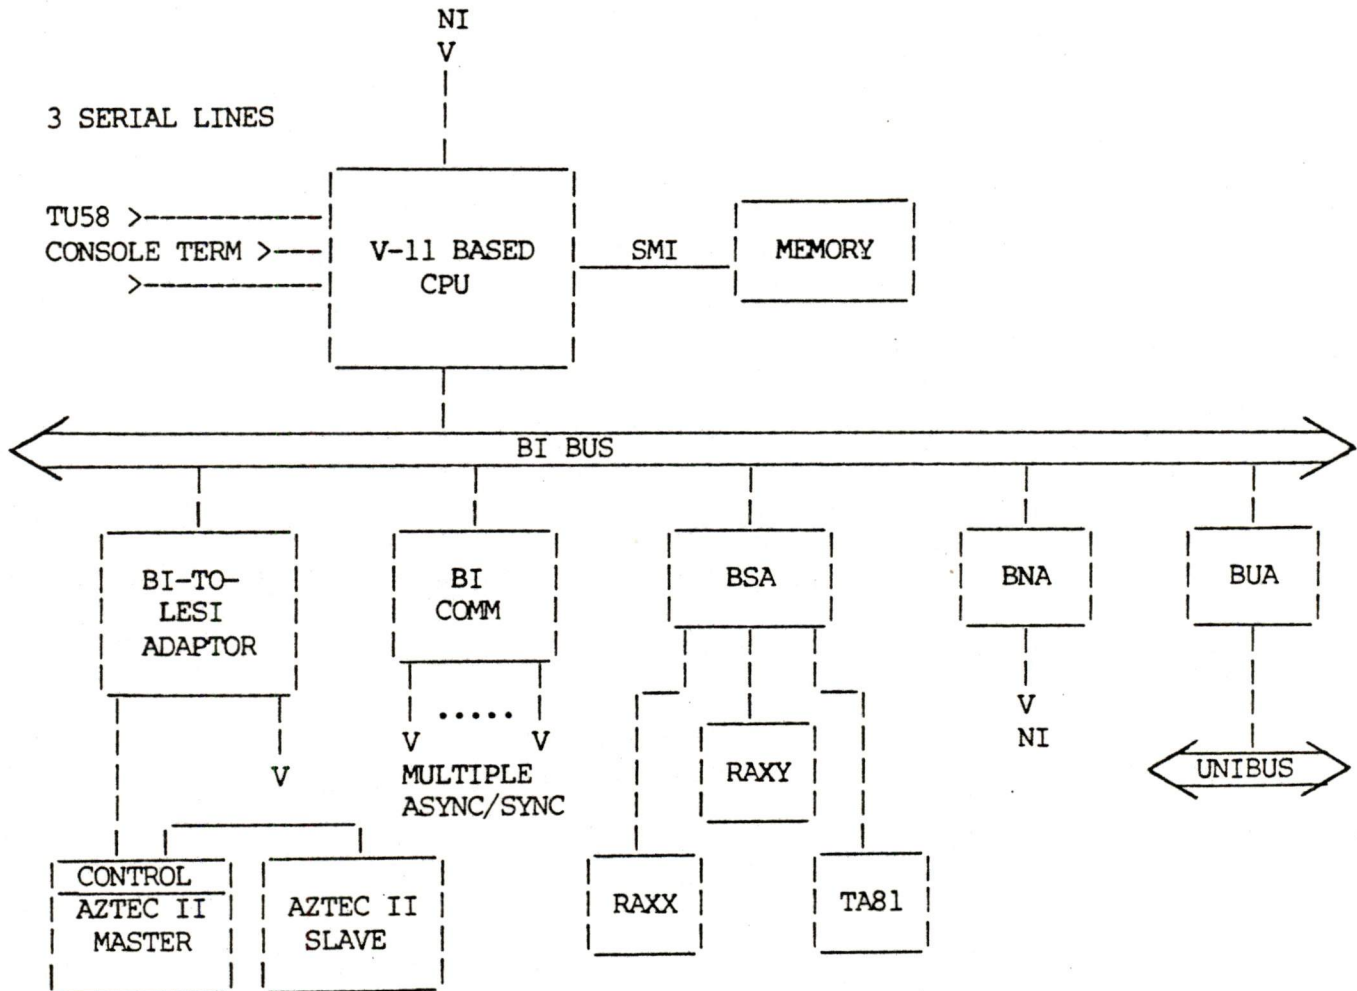 NI
V
3 SERIAL LINES
TU58 >
CONSOLE TERM >
>
V-11 BASED
CPU
SMI
MEMORY
BI BUS
BI-TO-
LESI
ADAPTOR
BI
COMM
BSA
BNA
BUA
V
.....
V
V
MULTIPLE
ASYNC/SYNC
RAXY
V
NI
UNIBUS
CONTROL
AZTEC II
MASTER
AZTEC II
SLAVE
RAXX
TA81